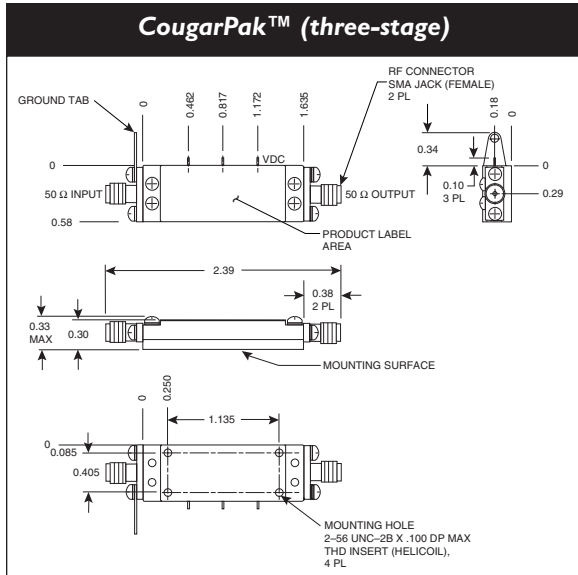 CougarPak™ (three-stage)
RF CONNECTOR
SMA JACK (FEMALE)
2 PL
GROUND TAB
0
0.462
0.817
1.172
1.635
0.18
0
0.34
0
VDC
0
50 Ω INPUT
50 Ω OUTPUT
0.10
3 PL
0.29
0.58
PRODUCT LABEL
AREA
2.39
0.38
2 PL
0.33
MAX
0.30
MOUNTING SURFACE
0
0.250
1.135
0
0.085
0.405
MOUNTING HOLE
2–56 UNC–2B X .100 DP MAX
THD INSERT (HELICOIL),
4 PL